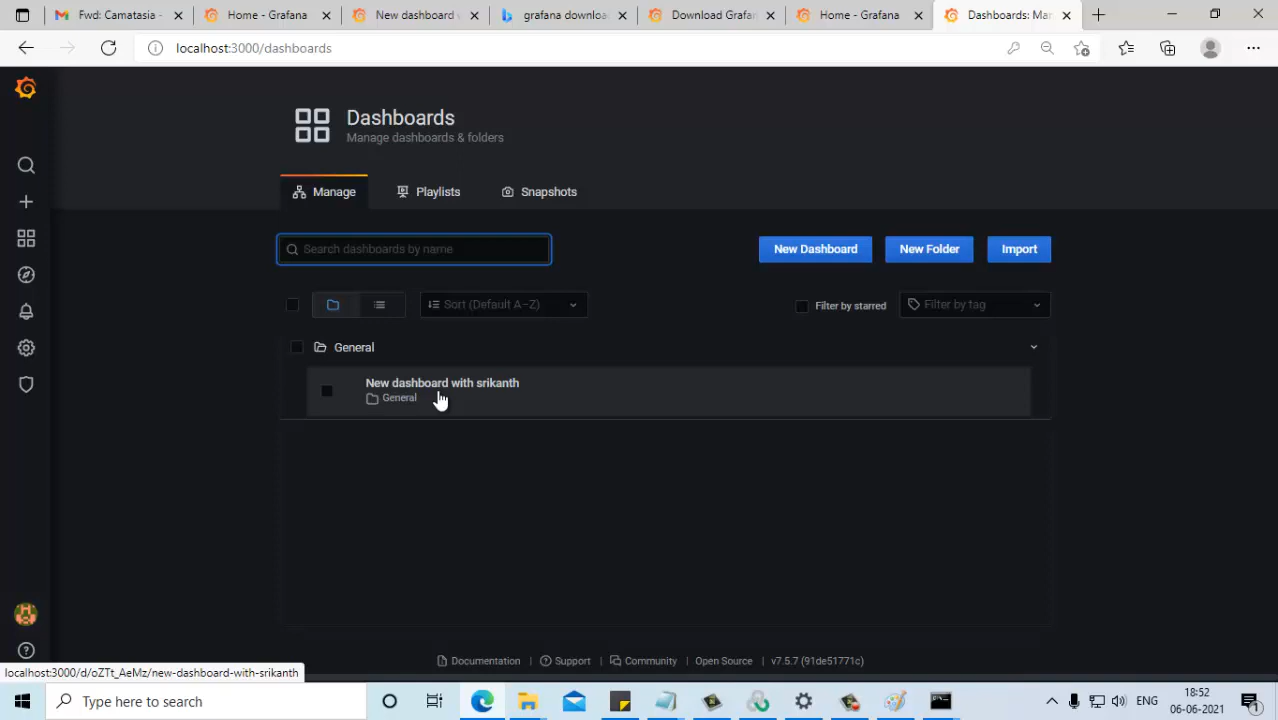 Fwd: Camatasia -
Home - Grafana
New dashboard
grafana downloa
Download Grafan
Home - Grafana
Dashboards: Man
localhost:3000/dashboards
Dashboards
Manage dashboards & folders
Manage
Playlists
Snapshots
Search dashboards by name
New Dashboard
New Folder
Import
Sort (Default A–Z)
Filter by starred
Filter by tag
General
New dashboard with srikanth
General
Documentation | Support | Community | Open Source | v7.5.7 (91de51771c)
localhost:3000/d/oZTt_AeMz/new-dashboard-with-srikanth
Type here to search
ENG
18:52
06-06-2021
1